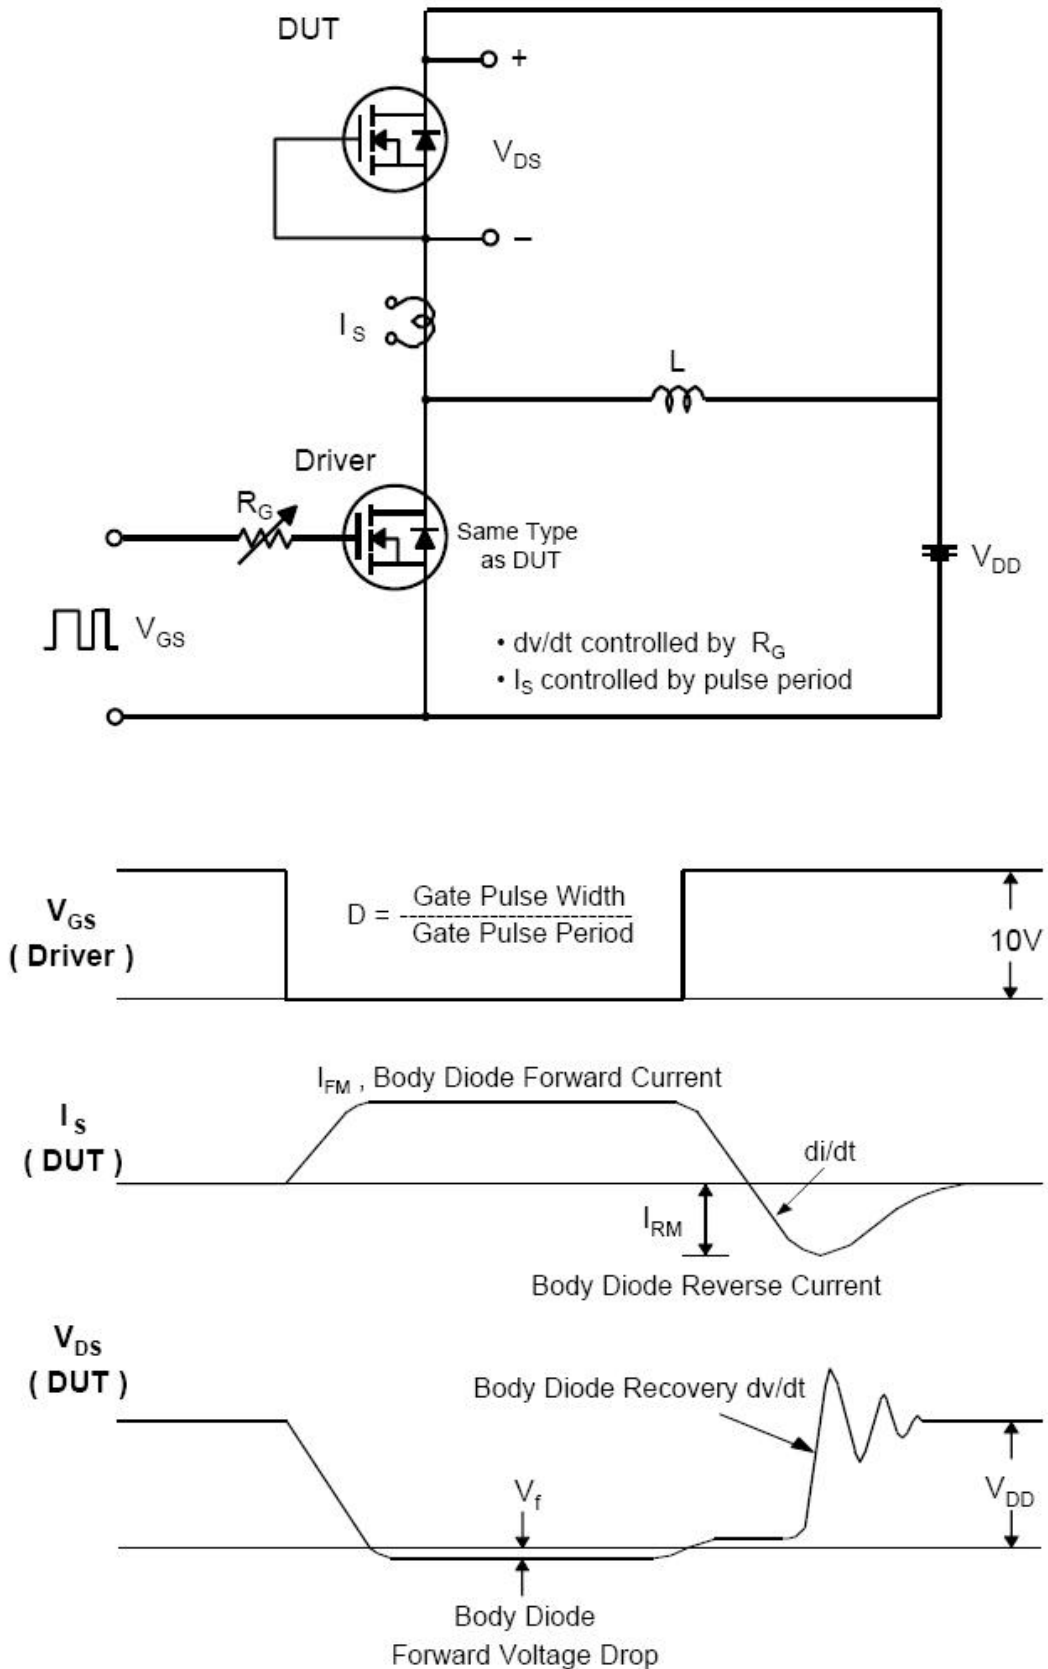 DUT
+
V_DS
−
I_S
L
Driver
R_G
Same Type
as DUT
V_DD
V_GS
• dv/dt controlled by R_G
• I_S controlled by pulse period
V_GS
( Driver )
D = Gate Pulse Width
Gate Pulse Period
10V
I_FM , Body Diode Forward Current
I_S
( DUT )
di/dt
I_RM
Body Diode Reverse Current
V_DS
( DUT )
Body Diode Recovery dv/dt
V_f
V_DD
Body Diode
Forward Voltage Drop